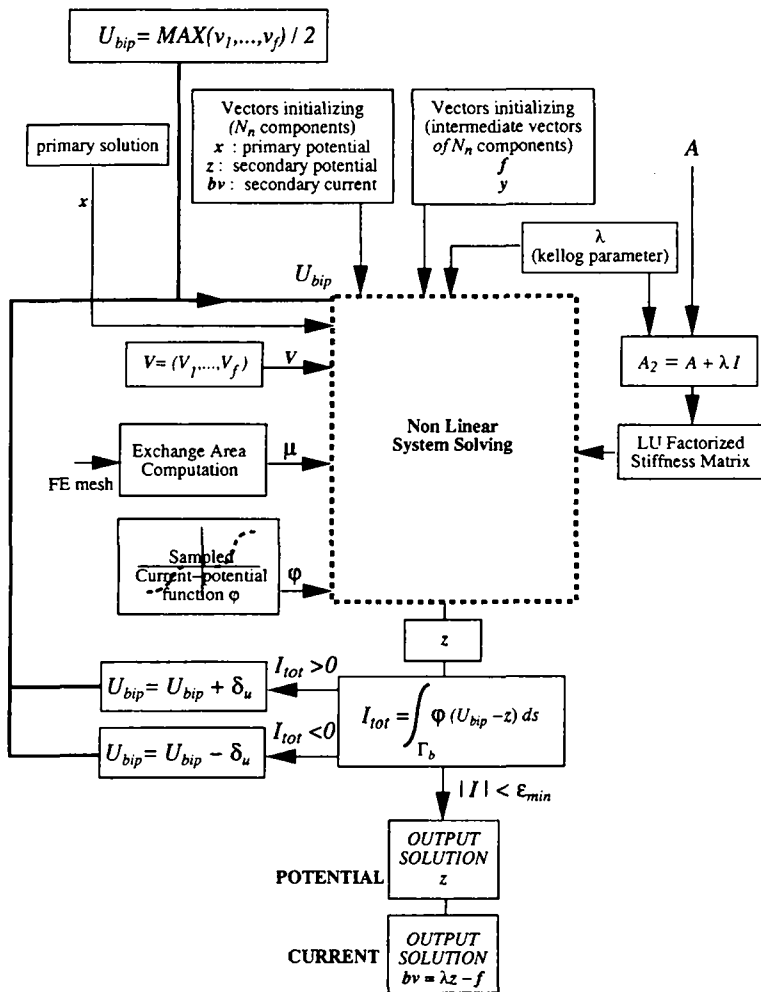 U_bip = MAX(v_1,...,v_f) / 2
primary solution
x
Vectors initializing
(N_n components)
x : primary potential
z : secondary potential
bv : secondary current
Vectors initializing
(intermediate vectors
of N_n components)
f
y
A
λ
(kellog parameter)
U_bip
V= (V_1,...,V_f)
V
A_2 = A + λ I
Non Linear
System Solving
LU Factorized
Stiffness Matrix
Exchange Area
Computation
μ
FE mesh
Sampled
Current–potential
function φ
φ
z
U_bip = U_bip + δ_u
I_tot >0
I_tot = ∫_Γ_b φ (U_bip – z) ds
U_bip = U_bip – δ_u
I_tot <0
| I | < ε_min
OUTPUT
SOLUTION
z
POTENTIAL
OUTPUT
SOLUTION
bv = λz – f
CURRENT